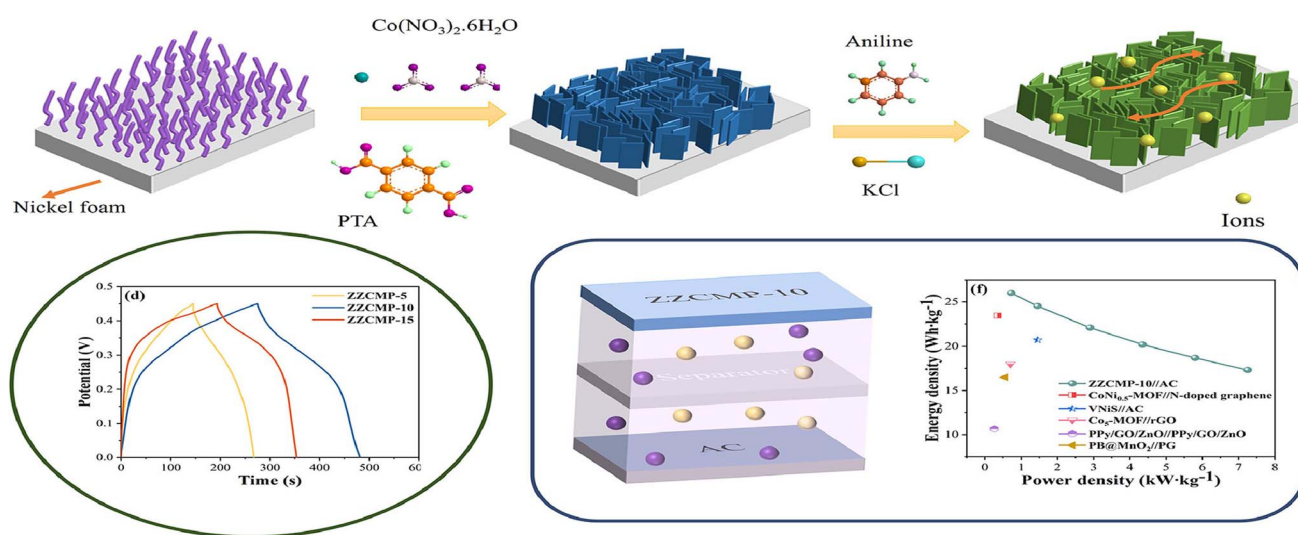 Co(NO₃)₂.6H₂O
Nickel foam
PTA
Aniline
KCl
Ions
(d)
ZZCMP-5
ZZCMP-10
ZZCMP-15
Potential (V)
0.5
0.4
0.3
0.2
0.1
0.0
0 100 200 300 400 500 600
Time (s)
ZZCMP-10
Separator
AC
(f)
Energy density (Wh·kg⁻¹)
25
20
15
10
ZZCMP-10//AC
CoNi₀.₅-MOF//N-doped graphene
VNiS//AC
Co₅-MOF//rGO
PPy/GO/ZnO//PPy/GO/ZnO
PB@MnO₂//PG
0 1 2 3 4 5 6 7 8
Power density (kW·kg⁻¹)